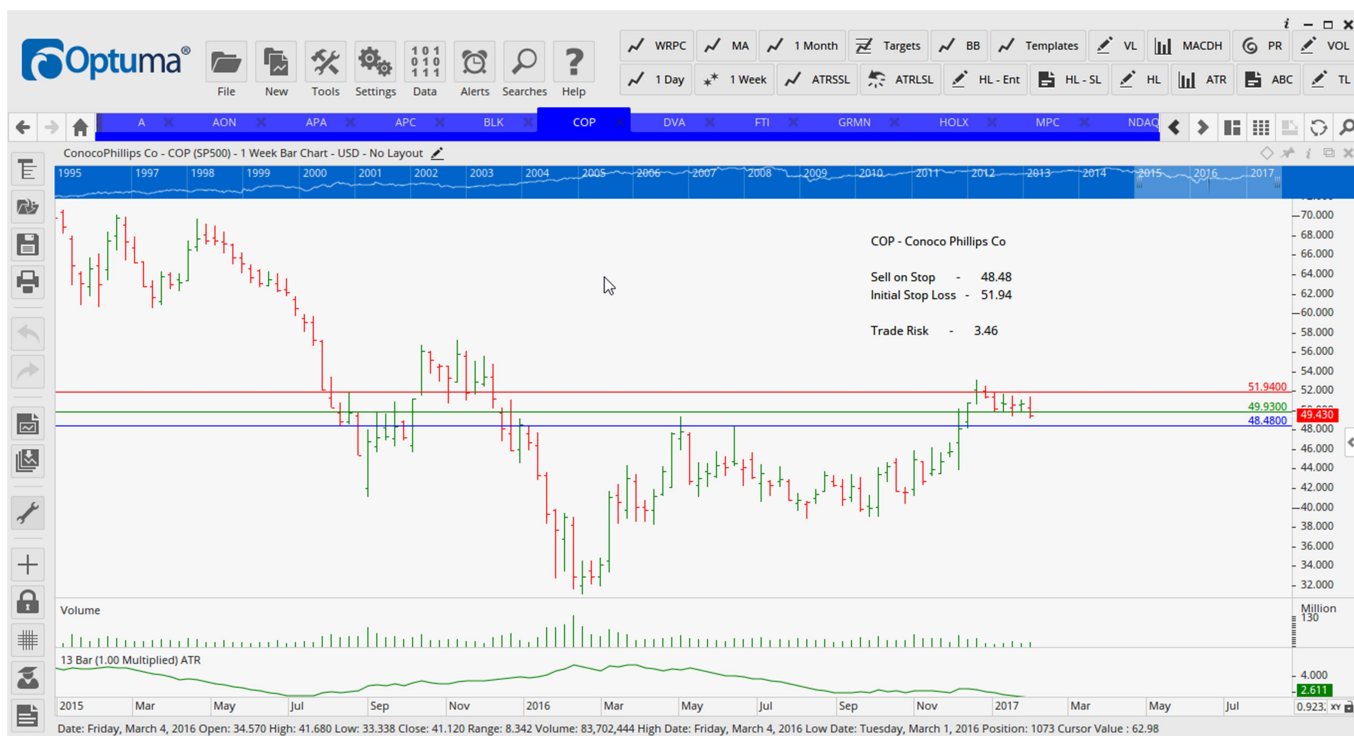 Optuma®
File New Tools Settings Data Alerts Searches Help
101
010
111
WRPC MA 1 Month Targets BB Templates VL MACDH PR VOL
1 Day 1 Week ATRSSL ATRLSL HL - Ent HL - SL HL ATR ABC TL
A AON APA APC BLK COP DVA FTI GRMN HOLX MPC NDAQ
ConocoPhillips Co - COP (SP500) - 1 Week Bar Chart - USD - No Layout
1995 1997 1998 1999 2000 2001 2002 2003 2004 2005 2006 2007 2008 2009 2010 2011 2012 2013 2014 2015 2016 2017
COP - Conoco Phillips Co
Sell on Stop - 48.48
Initial Stop Loss - 51.94
Trade Risk - 3.46
70.000
68.000
66.000
64.000
62.000
60.000
58.000
56.000
54.000
52.000
51.9400
49.9300
49.430
48.4800
48.000
46.000
44.000
42.000
40.000
38.000
36.000
34.000
32.000
Volume
Million
130
13 Bar (1.00 Multiplied) ATR
4.000
2.611
2015 Mar May Jul Sep Nov 2016 Mar May Jul Sep Nov 2017 Mar May Jul
XY
Date: Friday, March 4, 2016 Open: 34.570 High: 41.680 Low: 33.338 Close: 41.120 Range: 8.342 Volume: 83,702,444 High Date: Friday, March 4, 2016 Low Date: Tuesday, March 1, 2016 Position: 1073 Cursor Value : 62.98